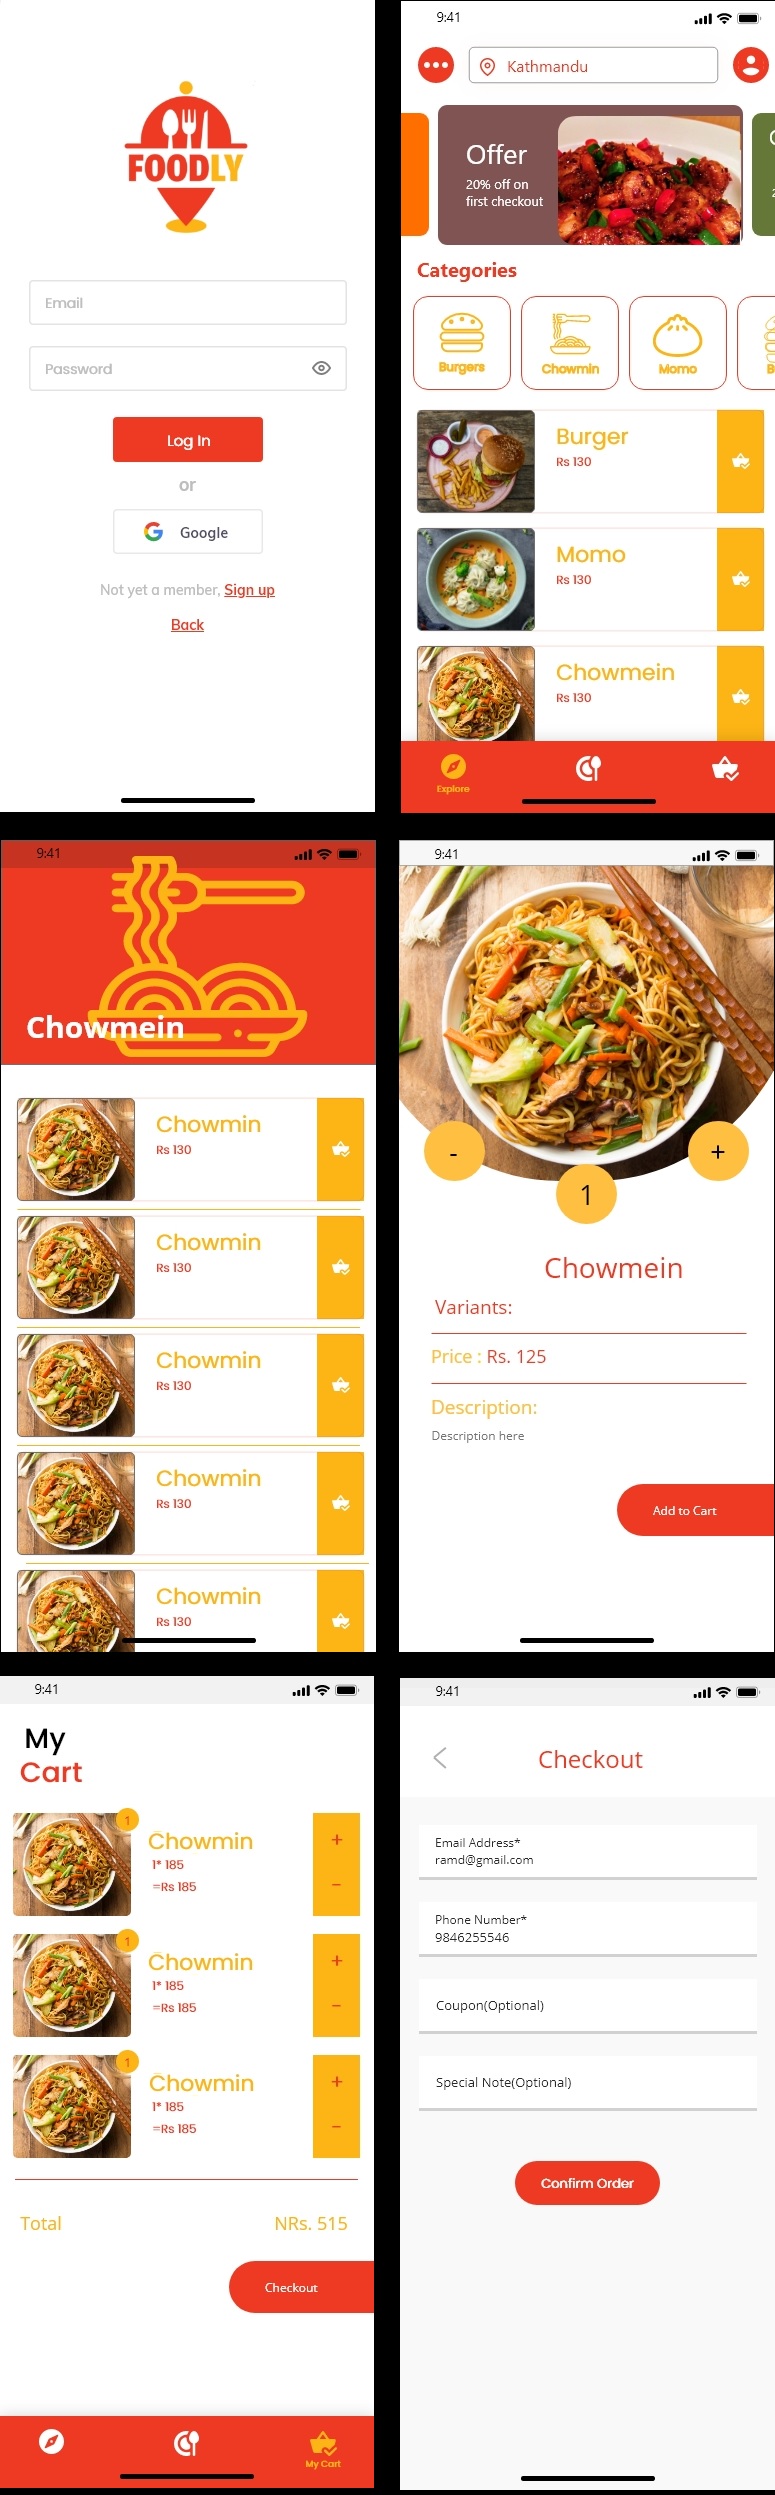 FOODLY
Email
Password
Log In
or
Google
Not yet a member, Sign up
Back
9:41
Kathmandu
Offer
20% off on
first checkout
Categories
Burgers
Chowmin
Momo
Burger
Rs 130
Momo
Rs 130
Chowmein
Rs 130
Explore
9:41
Chowmein
Chowmin
Rs 130
Chowmin
Rs 130
Chowmin
Rs 130
Chowmin
Rs 130
Chowmin
Rs 130
9:41
-
+
1
Chowmein
Variants:
Price : Rs. 125
Description:
Description here
Add to Cart
9:41
My
Cart
1
Chowmin
1* 185
=Rs 185
+
-
1
Chowmin
1* 185
=Rs 185
+
-
1
Chowmin
1* 185
=Rs 185
+
-
Total NRs. 515
Checkout
My Cart
9:41
Checkout
Email Address*
ramd@gmail.com
Phone Number*
9846255546
Coupon(Optional)
Special Note(Optional)
Confirm Order